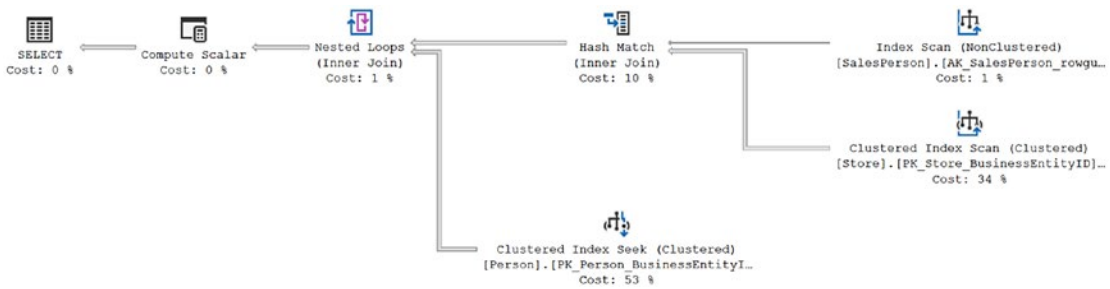 SELECT
Cost: 0 %
Compute Scalar
Cost: 0 %
Nested Loops
(Inner Join)
Cost: 1 %
Hash Match
(Inner Join)
Cost: 10 %
Index Scan (NonClustered)
[SalesPerson].[AK_SalesPerson_rowgu…
Cost: 1 %
Clustered Index Scan (Clustered)
[Store].[PK_Store_BusinessEntityID]…
Cost: 34 %
Clustered Index Seek (Clustered)
[Person].[PK_Person_BusinessEntityI…
Cost: 53 %